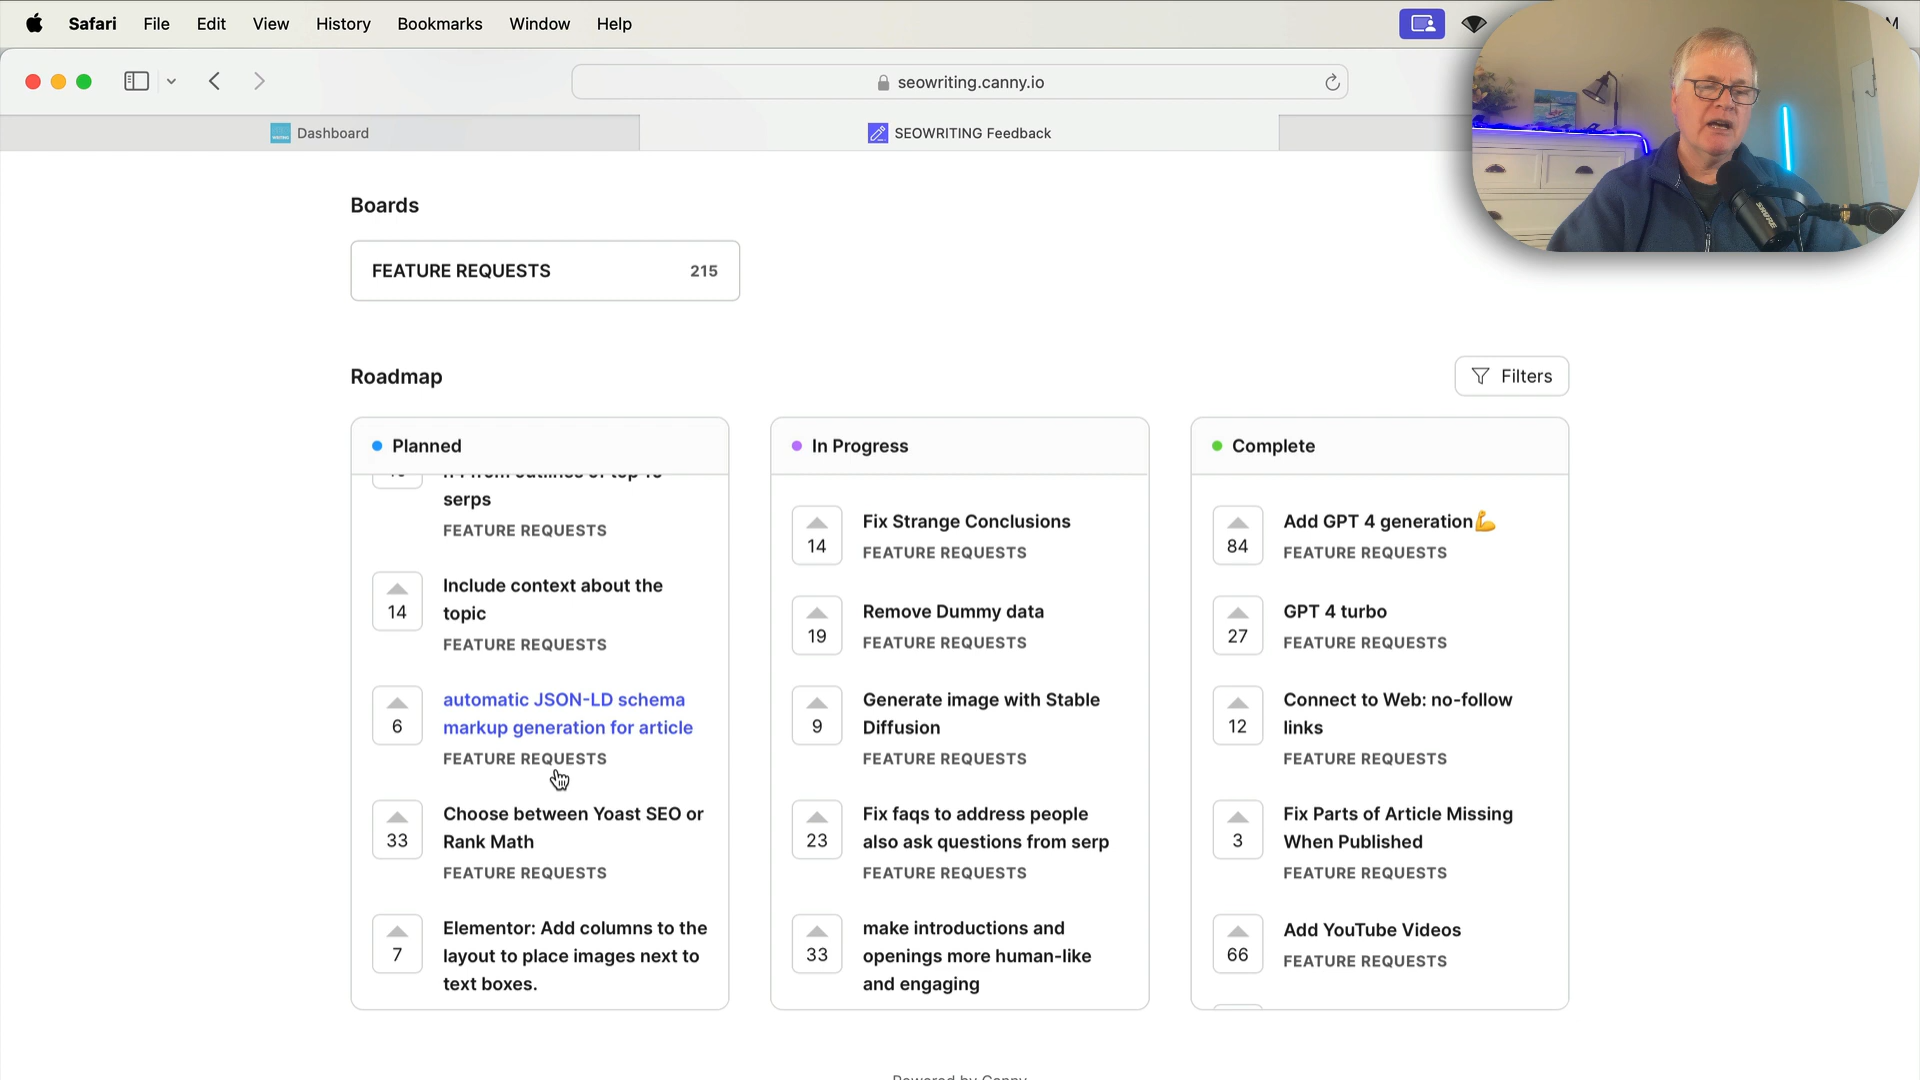 Safari File Edit View History Bookmarks Window Help
seowriting.canny.io
Dashboard
SEOWRITING Feedback
Boards
FEATURE REQUESTS 215
Roadmap
Filters
Planned
serps
FEATURE REQUESTS
14
Include context about the
topic
FEATURE REQUESTS
6
automatic JSON-LD schema
markup generation for article
FEATURE REQUESTS
33
Choose between Yoast SEO or
Rank Math
FEATURE REQUESTS
7
Elementor: Add columns to the
layout to place images next to
text boxes.
In Progress
14
Fix Strange Conclusions
FEATURE REQUESTS
19
Remove Dummy data
FEATURE REQUESTS
9
Generate image with Stable
Diffusion
FEATURE REQUESTS
23
Fix faqs to address people
also ask questions from serp
FEATURE REQUESTS
33
make introductions and
openings more human-like
and engaging
Complete
84
Add GPT 4 generation💪
FEATURE REQUESTS
27
GPT 4 turbo
FEATURE REQUESTS
12
Connect to Web: no-follow
links
FEATURE REQUESTS
3
Fix Parts of Article Missing
When Published
FEATURE REQUESTS
66
Add YouTube Videos
FEATURE REQUESTS
Powered by Canny
SHURE